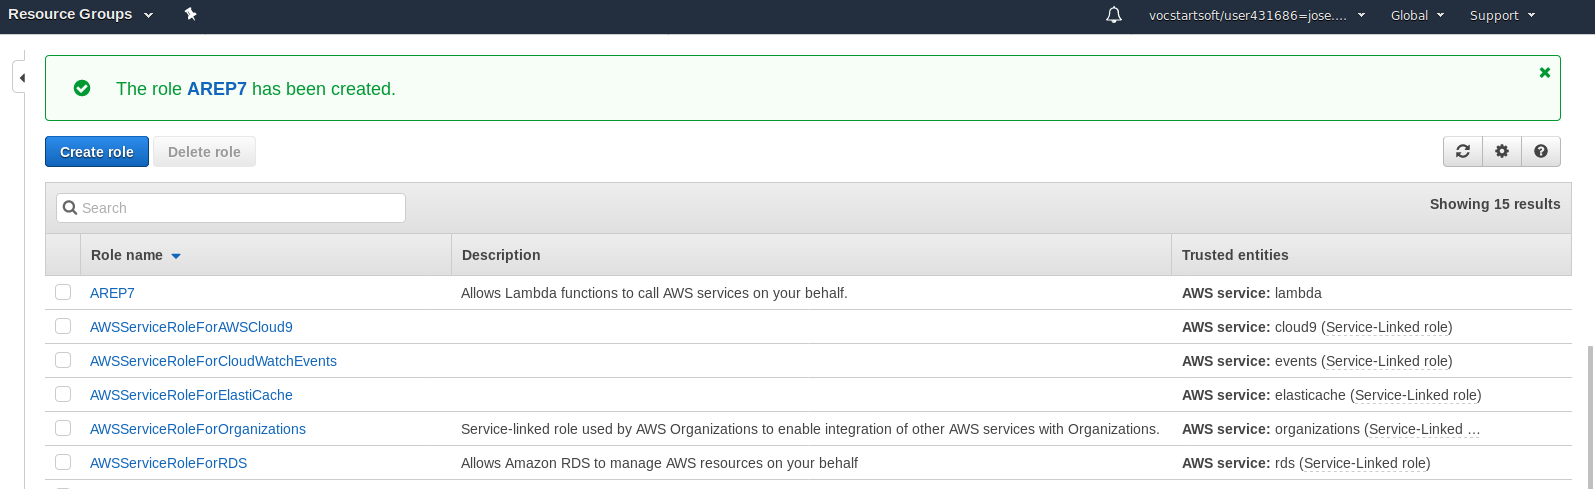 Resource Groups vocstartsoft/user431686=jose.... Global Support
The role AREP7 has been created.
Create role Delete role
Search Showing 15 results
Role name Description Trusted entities
AREP7 Allows Lambda functions to call AWS services on your behalf. AWS service: lambda
AWSServiceRoleForAWSCloud9 AWS service: cloud9 (Service-Linked role)
AWSServiceRoleForCloudWatchEvents AWS service: events (Service-Linked role)
AWSServiceRoleForElastiCache AWS service: elasticache (Service-Linked role)
AWSServiceRoleForOrganizations Service-linked role used by AWS Organizations to enable integration of other AWS services with Organizations. AWS service: organizations (Service-Linked ...
AWSServiceRoleForRDS Allows Amazon RDS to manage AWS resources on your behalf AWS service: rds (Service-Linked role)